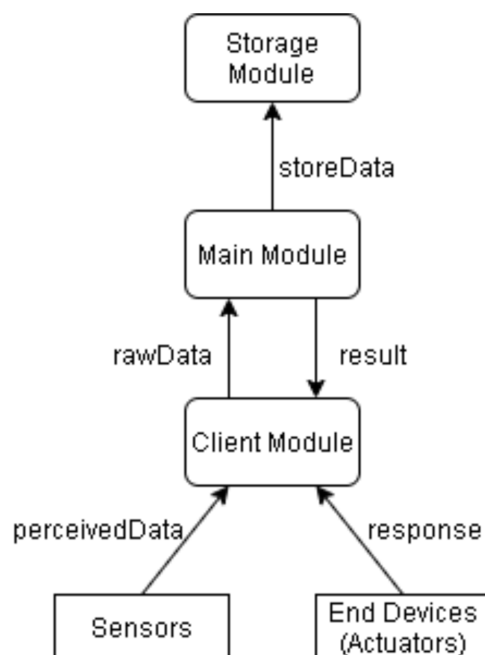 Storage
Module
storeData
Main Module
rawData
result
Client Module
perceivedData
response
Sensors
End Devices
(Actuators)